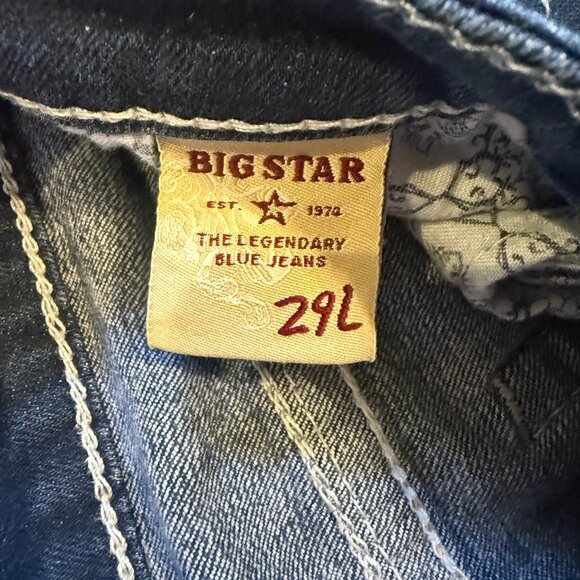 BIG STAR
EST. 1974
THE LEGENDARY
BLUE JEANS
29L